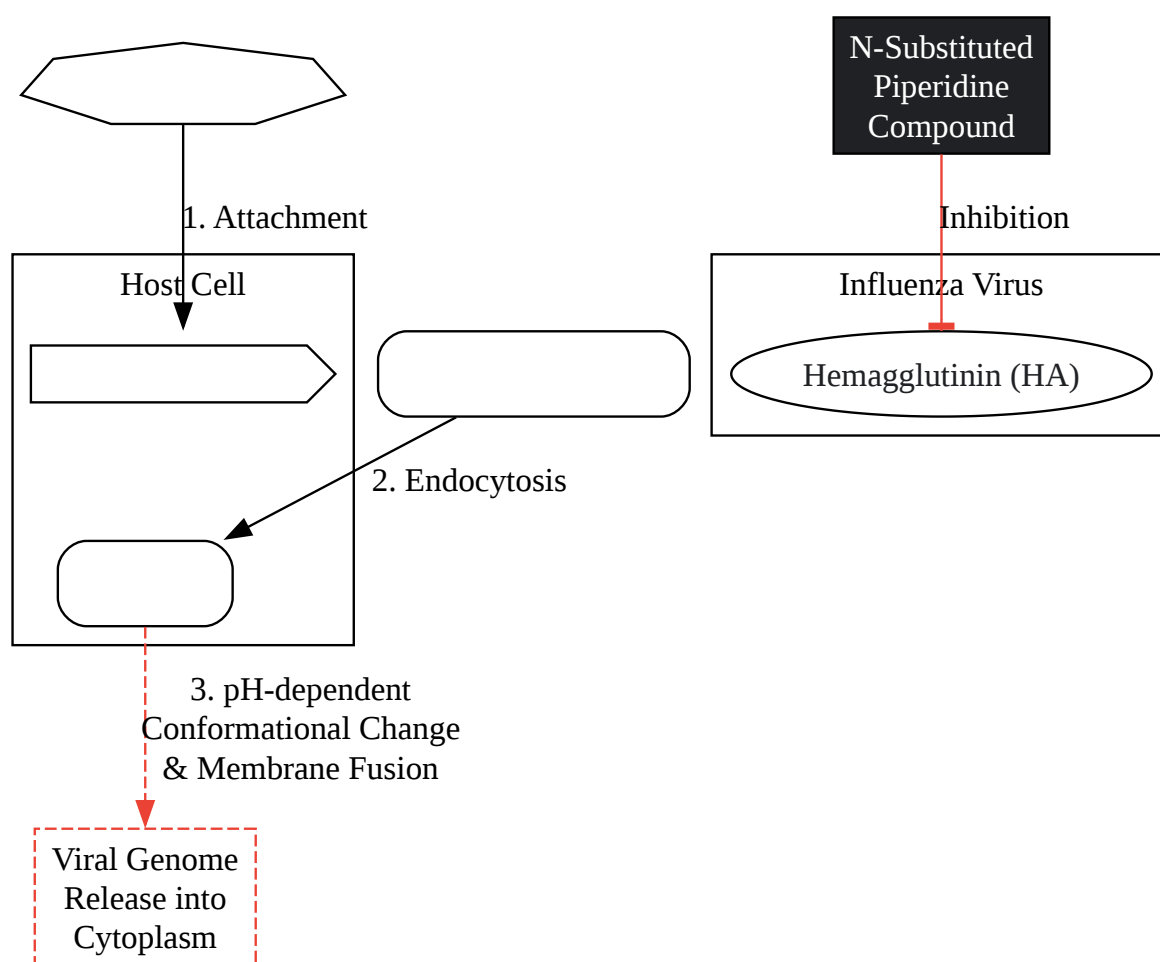 N-Substituted
Piperidine
Compound
1. Attachment
Inhibition
Host Cell
Influenza Virus
Hemagglutinin (HA)
2. Endocytosis
3. pH-dependent
Conformational Change
& Membrane Fusion
Viral Genome
Release into
Cytoplasm